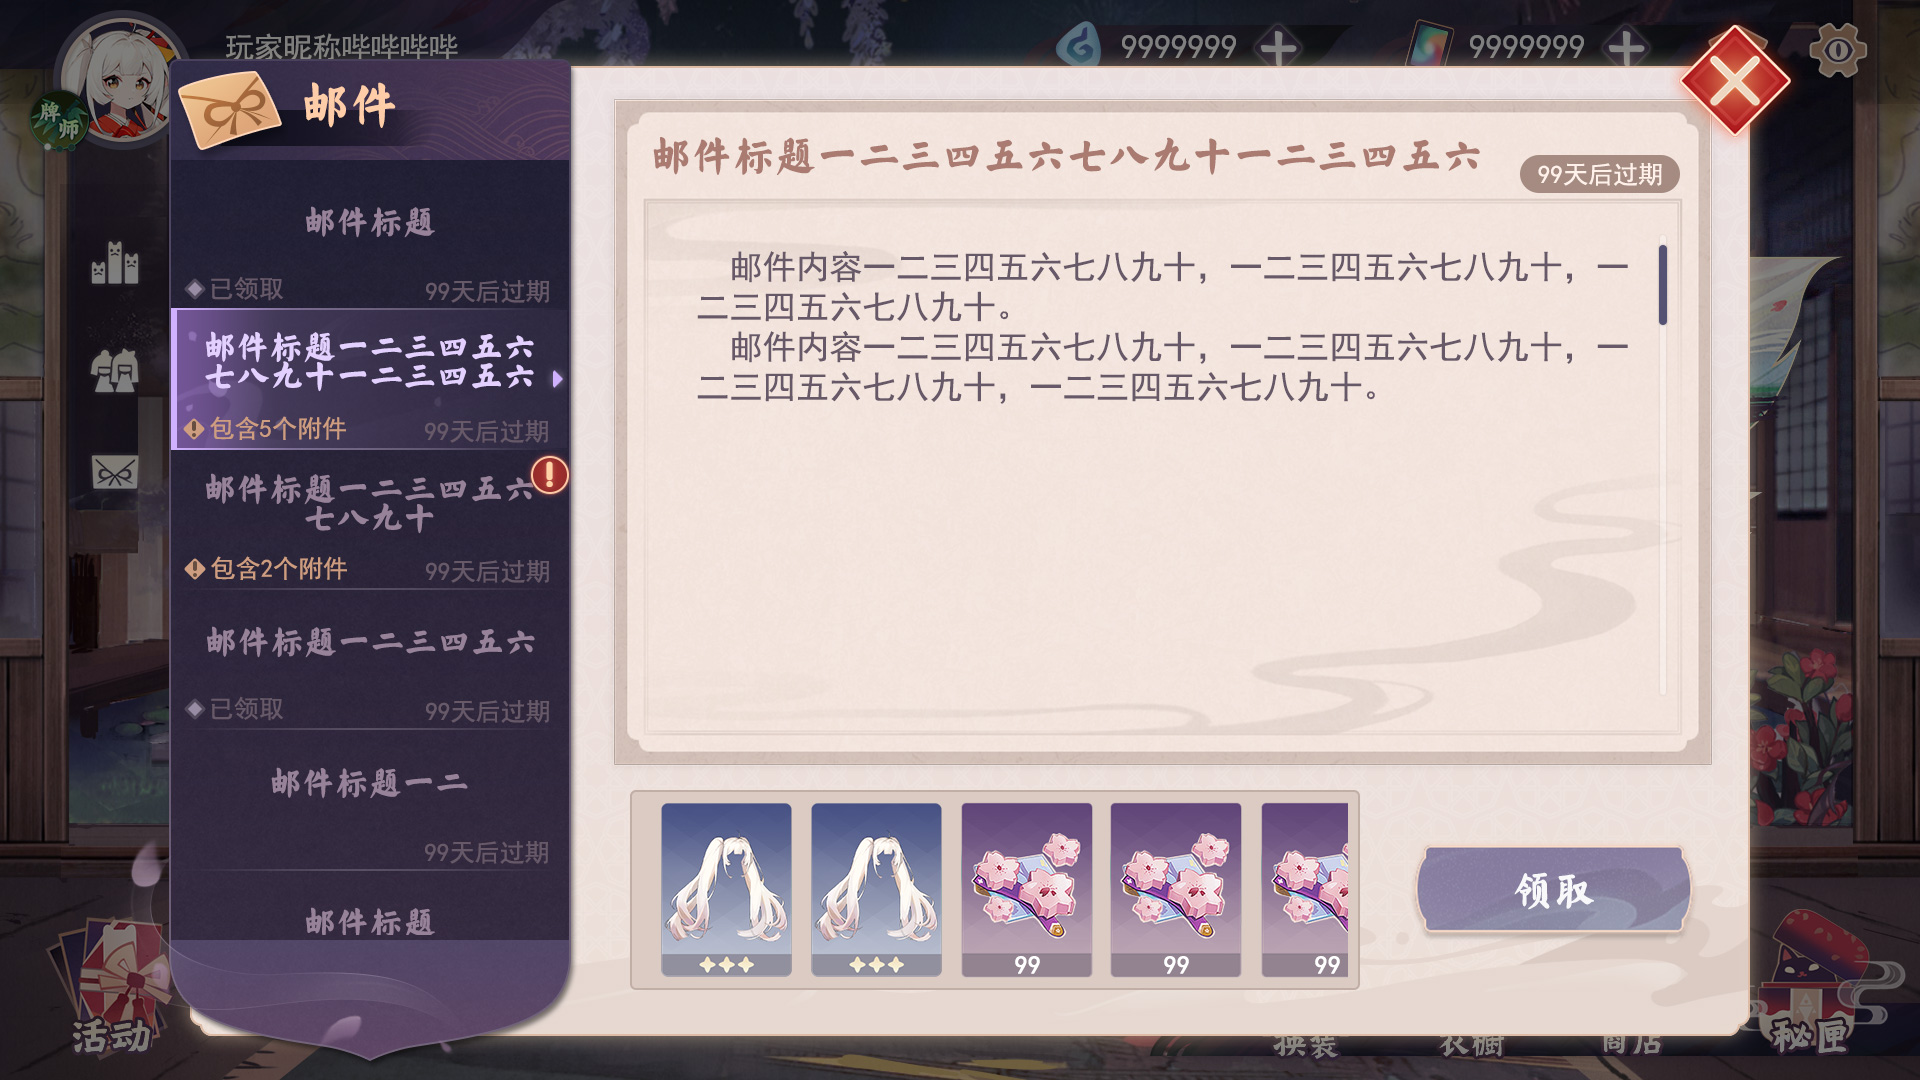 玩家昵称哔哔哔哔
9999999
9999999
牌师
邮件
邮件标题
已领取
99天后过期
邮件标题一二三四五六
七八九十一二三四五六
包含5个附件
99天后过期
邮件标题一二三四五六
七八九十
包含2个附件
99天后过期
邮件标题一二三四五六
已领取
99天后过期
邮件标题一二
99天后过期
邮件标题
邮件标题一二三四五六七八九十一二三四五六
99天后过期
邮件内容一二三四五六七八九十，一二三四五六七八九十，一
二三四五六七八九十。
邮件内容一二三四五六七八九十，一二三四五六七八九十，一
二三四五六七八九十，一二三四五六七八九十。
99
99
99
领取
活动
换装
衣橱
商店
秘匣